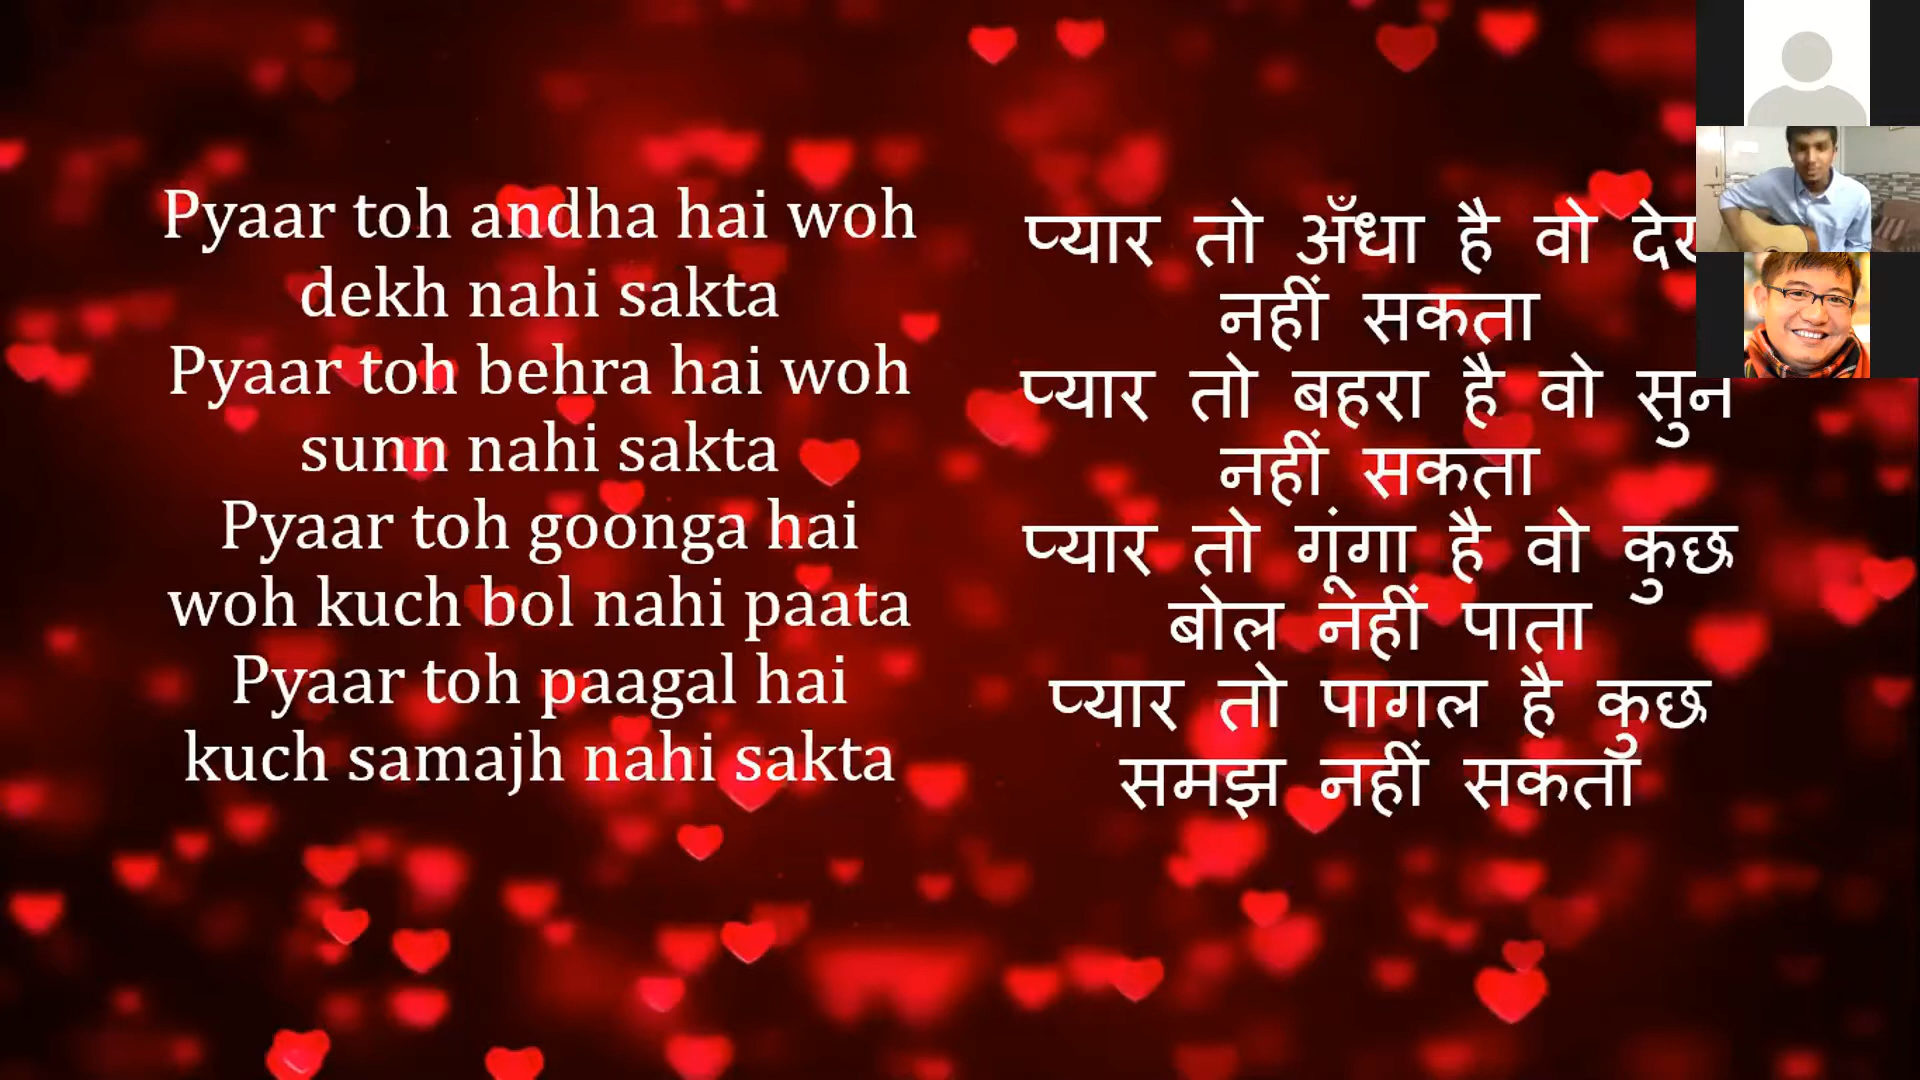 Pyaar toh andha hai woh
dekh nahi sakta
Pyaar toh behra hai woh
sunn nahi sakta
Pyaar toh goonga hai
woh kuch bol nahi paata
Pyaar toh paagal hai
kuch samajh nahi sakta
प्यार तो अँधा है वो
नहीं सकता
प्यार तो बहरा है वो सुन
नहीं सकता
प्यार तो गूंगा है वो कुछ
बोल नहीं पाता
प्यार तो पागल है कुछ
समझ नहीं सकता